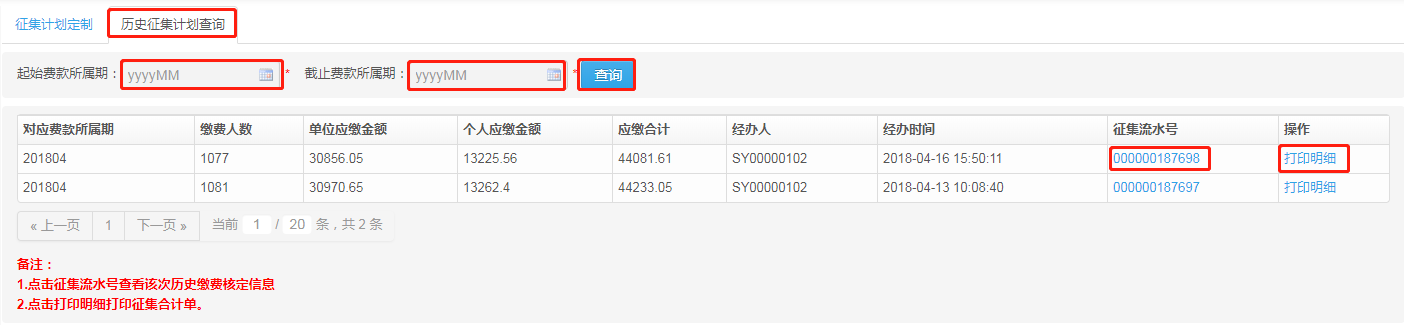 征集计划定制 历史征集计划查询
起始费款所属期： yyyyMM * 截止费款所属期： yyyyMM * 查询
对应费款所属期 缴费人数 单位应缴金额 个人应缴金额 应缴合计 经办人 经办时间 征集流水号 操作
201804 1077 30856.05 13225.56 44081.61 SY00000102 2018-04-16 15:50:11 000000187698 打印明细
201804 1081 30970.65 13262.4 44233.05 SY00000102 2018-04-13 10:08:40 000000187697 打印明细
« 上一页 1 下一页 » 当前 1 / 20 条，共 2 条
备注：
1.点击征集流水号查看该次历史缴费核定信息
2.点击打印明细打印征集合计单。